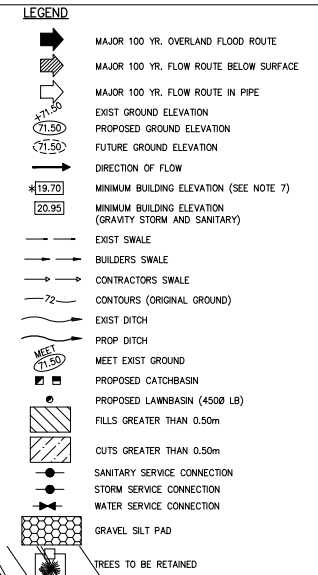 LEGEND
MAJOR 100 YR. OVERLAND FLOOD ROUTE
MAJOR 100 YR. FLOW ROUTE BELOW SURFACE
MAJOR 100 YR. FLOW ROUTE IN PIPE
+71.50 EXIST GROUND ELEVATION
71.50 PROPOSED GROUND ELEVATION
71.50 FUTURE GROUND ELEVATION
DIRECTION OF FLOW
*19.70 MINIMUM BUILDING ELEVATION (SEE NOTE 7)
20.95 MINIMUM BUILDING ELEVATION
(GRAVITY STORM AND SANITARY)
EXIST SWALE
BUILDERS SWALE
CONTRACTORS SWALE
72 CONTOURS (ORIGINAL GROUND)
EXIST DITCH
PROP DITCH
MEET
71.50 MEET EXIST GROUND
PROPOSED CATCHBASIN
PROPOSED LAWNBASIN (450Ø LB)
FILLS GREATER THAN 0.50m
CUTS GREATER THAN 0.50m
SANITARY SERVICE CONNECTION
STORM SERVICE CONNECTION
WATER SERVICE CONNECTION
GRAVEL SILT PAD
TREES TO BE RETAINED